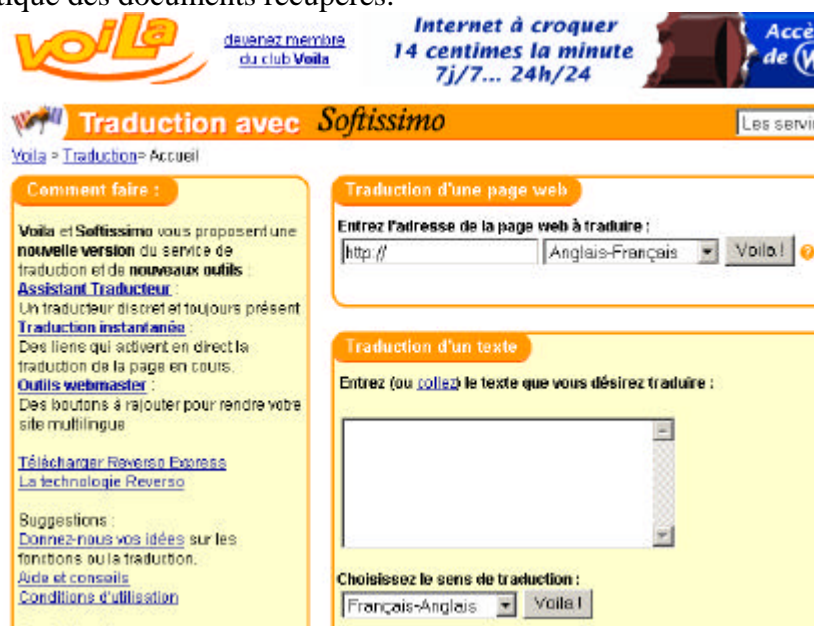 tique des documents récupérés.
voila
devenez membre
du club Voila
Internet à croquer
14 centimes la minute
7j/7... 24h/24
Accè
de
Traduction avec Softissimo
Les servi
Voila > Traduction> Accueil
Comment faire :
Voila et Softissimo vous proposent une
nouvelle version du service de
traduction et de nouveaux outils :
Assistant Traducteur :
Un traducteur discret et toujours présent
Traduction instantanée :
Des liens qui activent en direct la
traduction de la page en cours.
Outils webmaster :
Des boutons à rajouter pour rendre votre
site multilingue
Télécharger Reverso Express
La technologie Reverso
Suggestions :
Donnez-nous vos idées sur les
fonctions ou la traduction.
Aide et conseils
Conditions d'utilisation
Traduction d'une page web
Entrez l'adresse de la page web à traduire :
http:// Anglais-Français Voila !
Traduction d'un texte
Entrez (ou collez) le texte que vous désirez traduire :
Choisissez le sens de traduction :
Français-Anglais Voila !